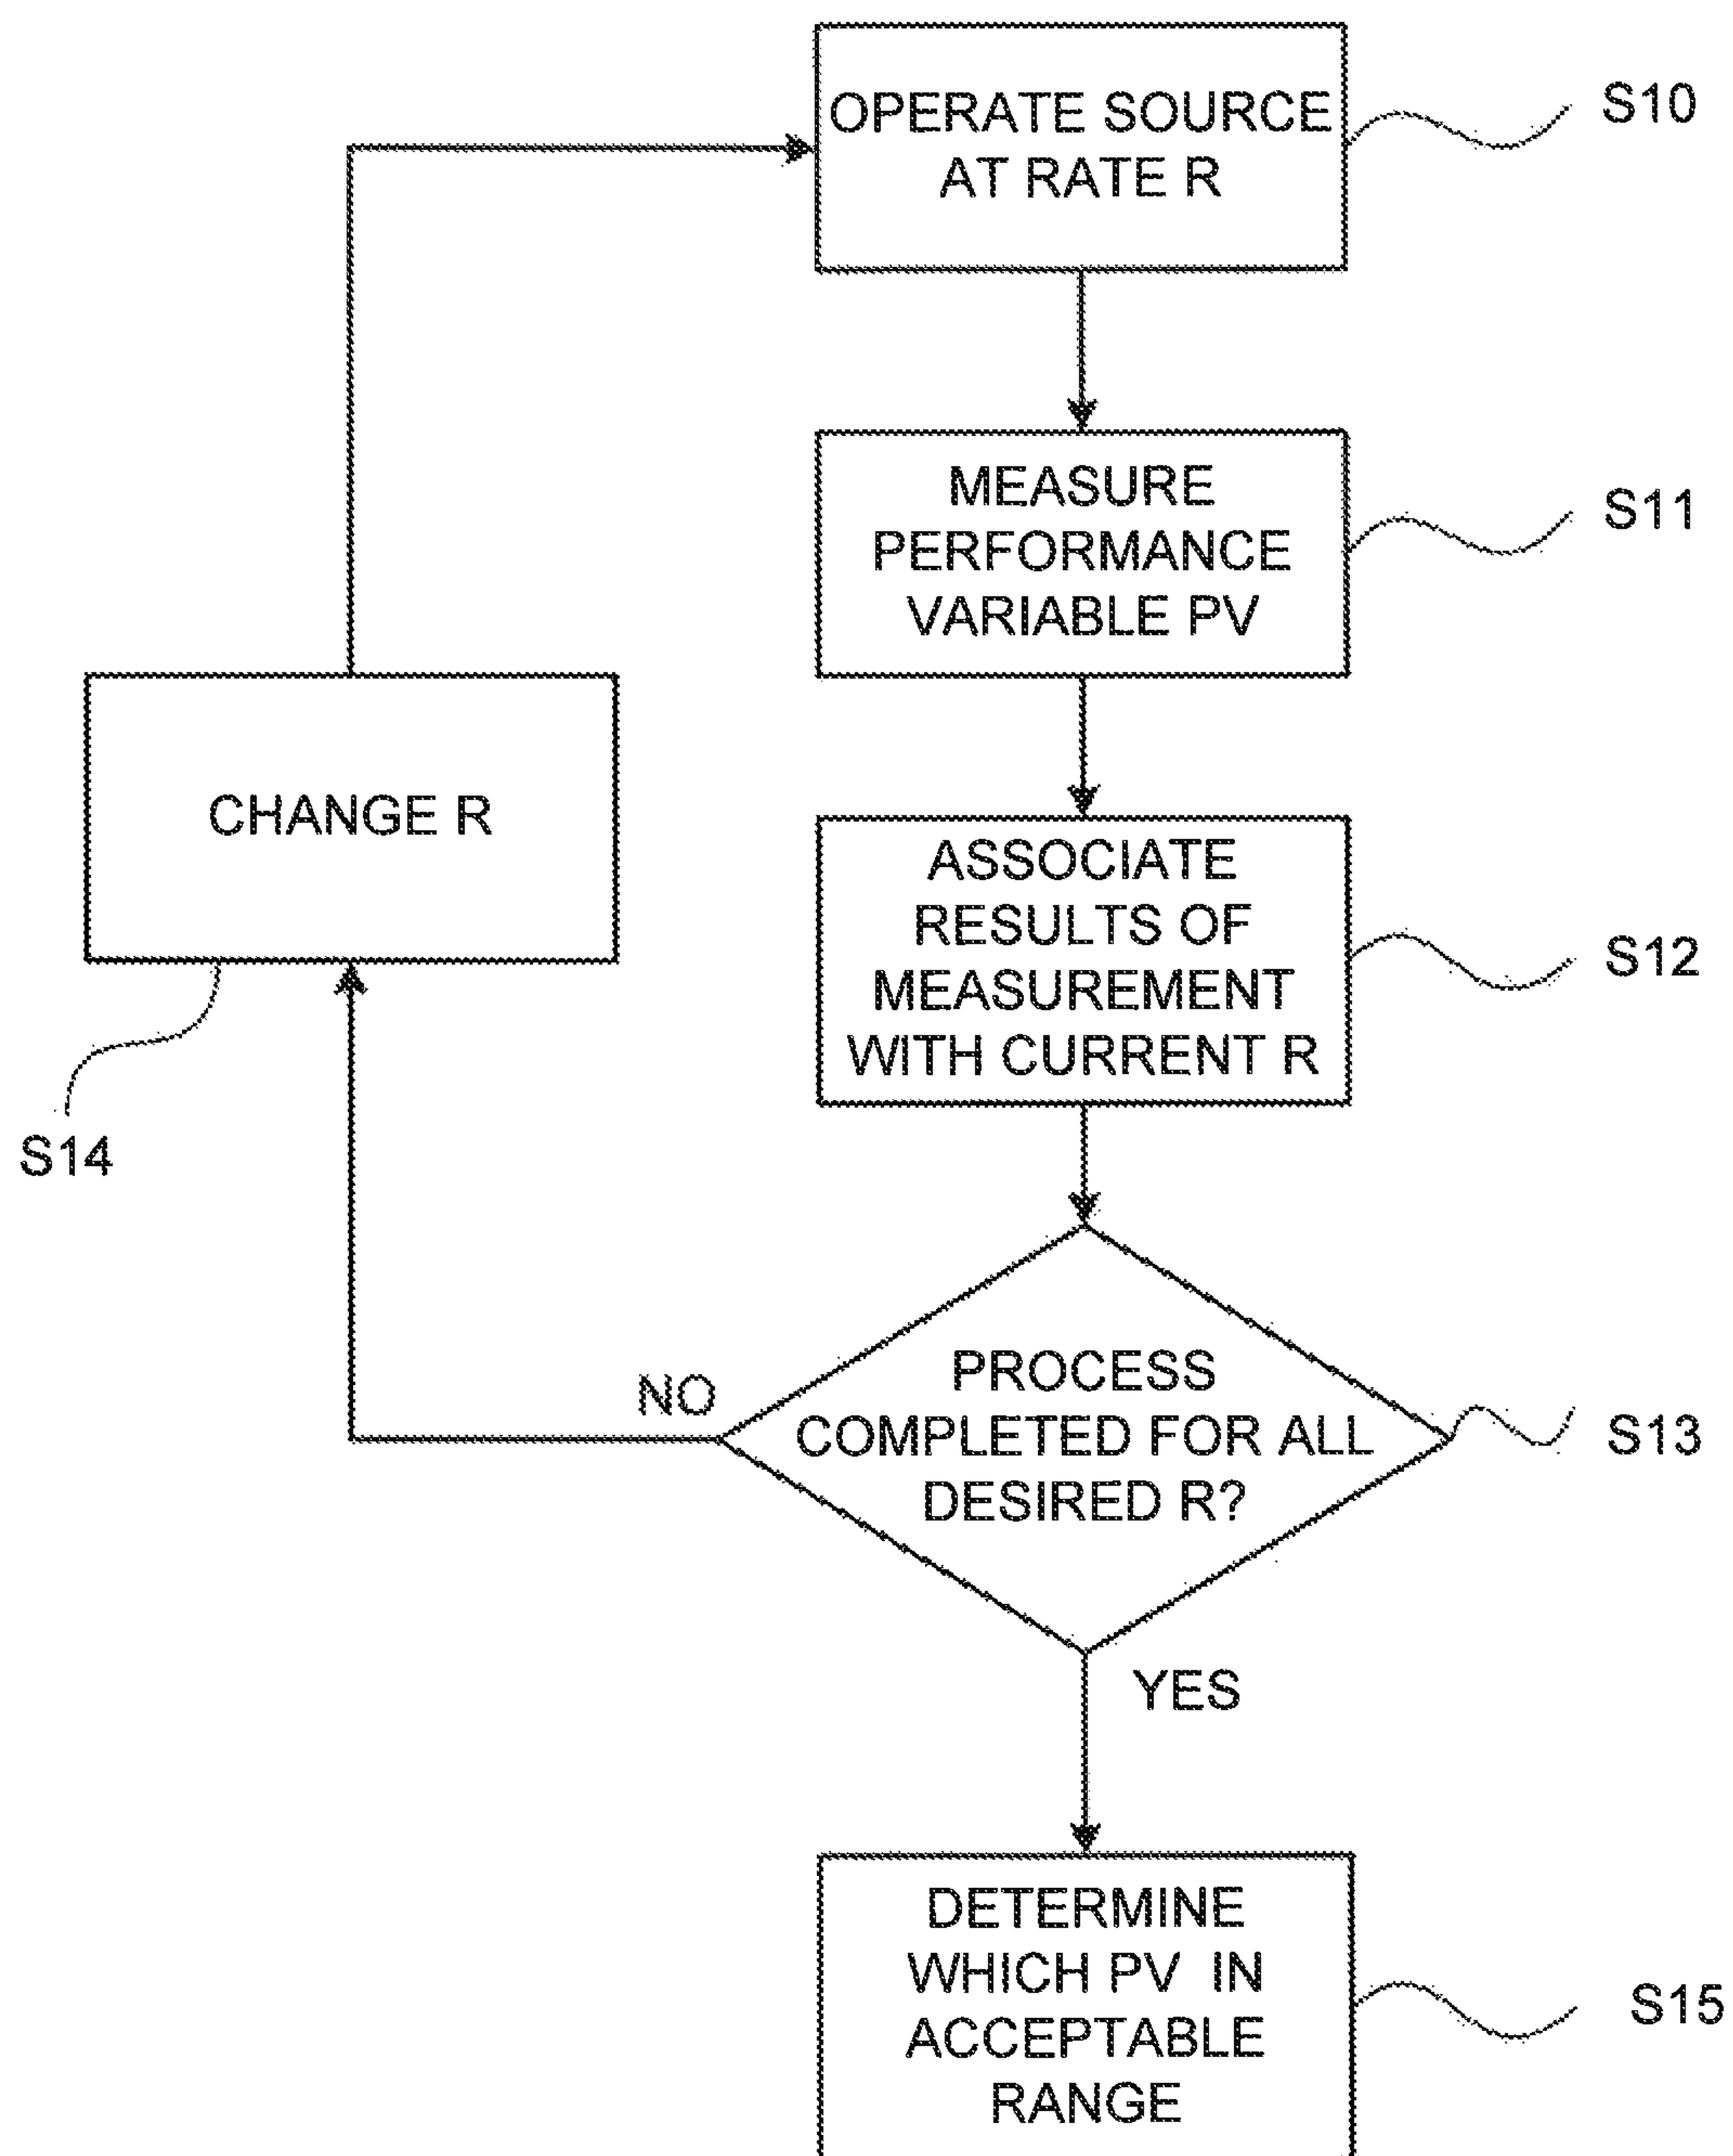 OPERATE SOURCE
AT RATE R
S10
MEASURE
PERFORMANCE
VARIABLE PV
S11
CHANGE R
S14
ASSOCIATE
RESULTS OF
MEASUREMENT
WITH CURRENT R
S12
PROCESS
COMPLETED FOR ALL
DESIRED R?
S13
NO
YES
DETERMINE
WHICH PV IN
ACCEPTABLE
RANGE
S15